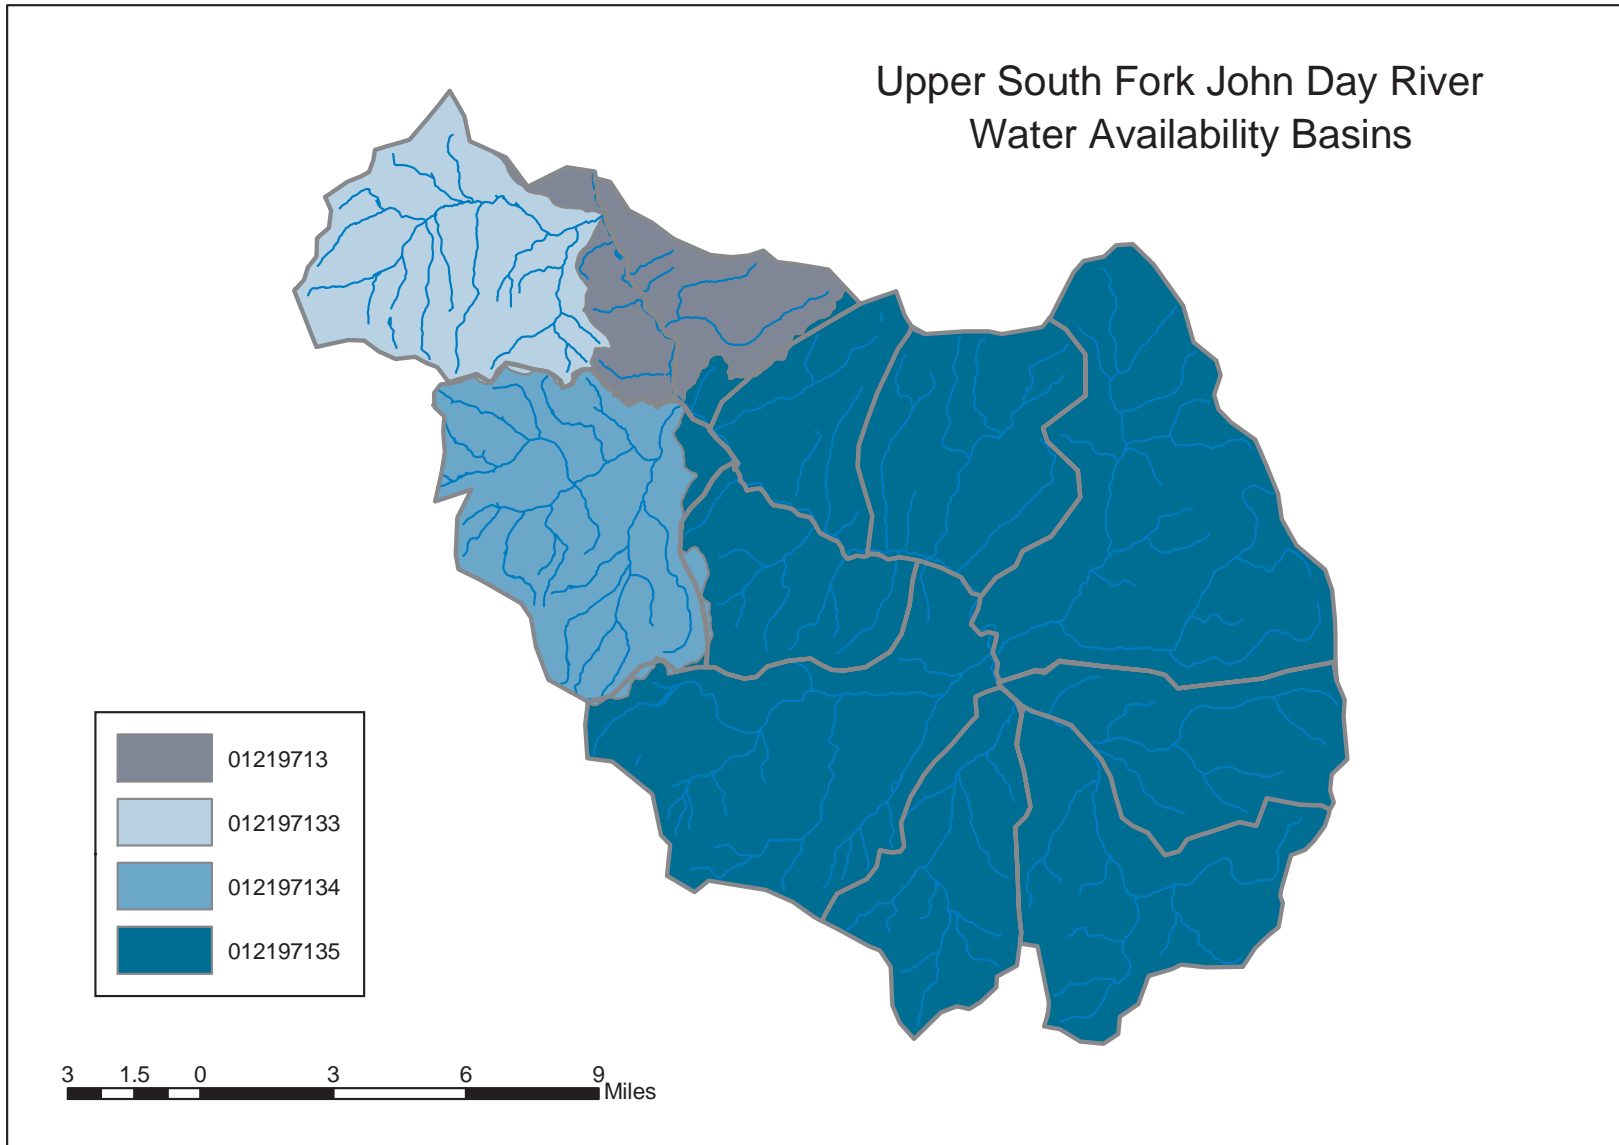 Upper South Fork John Day River
Water Availability Basins
01219713
012197133
012197134
012197135
3 1.5 0 3 6 9
Miles